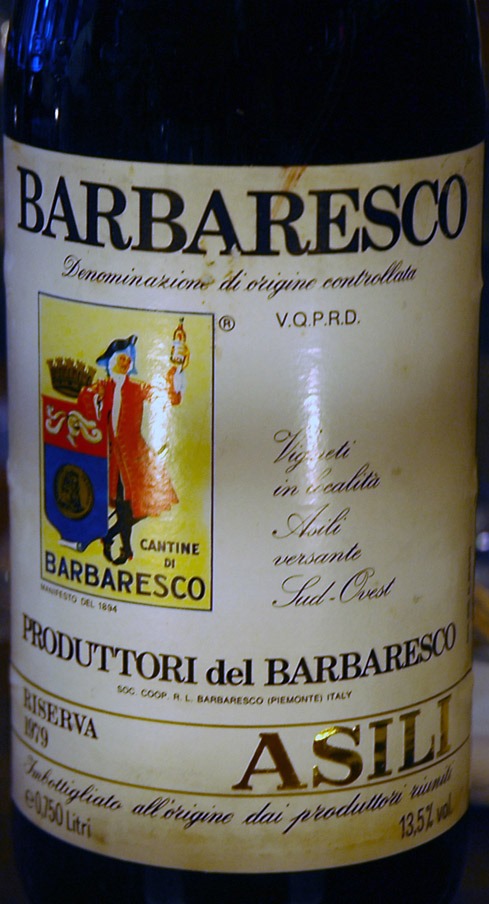 BARBARESCO
Denominazione di origine controllata
®
V.Q.P.R.D.
Vigneti
in località
Asili
versante
Sud-Ovest
CANTINE
DI
BARBARESCO
MANIFESTO DEL 1894
PRODUTTORI del BARBARESCO
SOC. COOP. R. L. BARBARESCO (PIEMONTE) ITALY
RISERVA
1979
ASILI
Imbottigliato all'origine dai produttori riuniti
e0,750 Litri
13,5% vol.